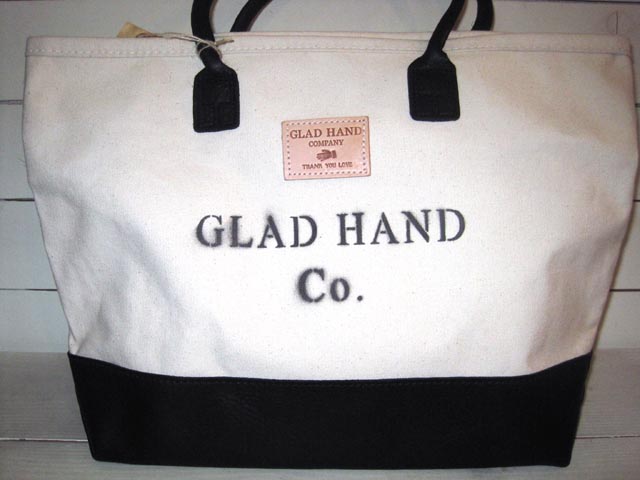 GLAD HAND
COMPANY
THANK YOU LOVE
GLAD HAND
Co.